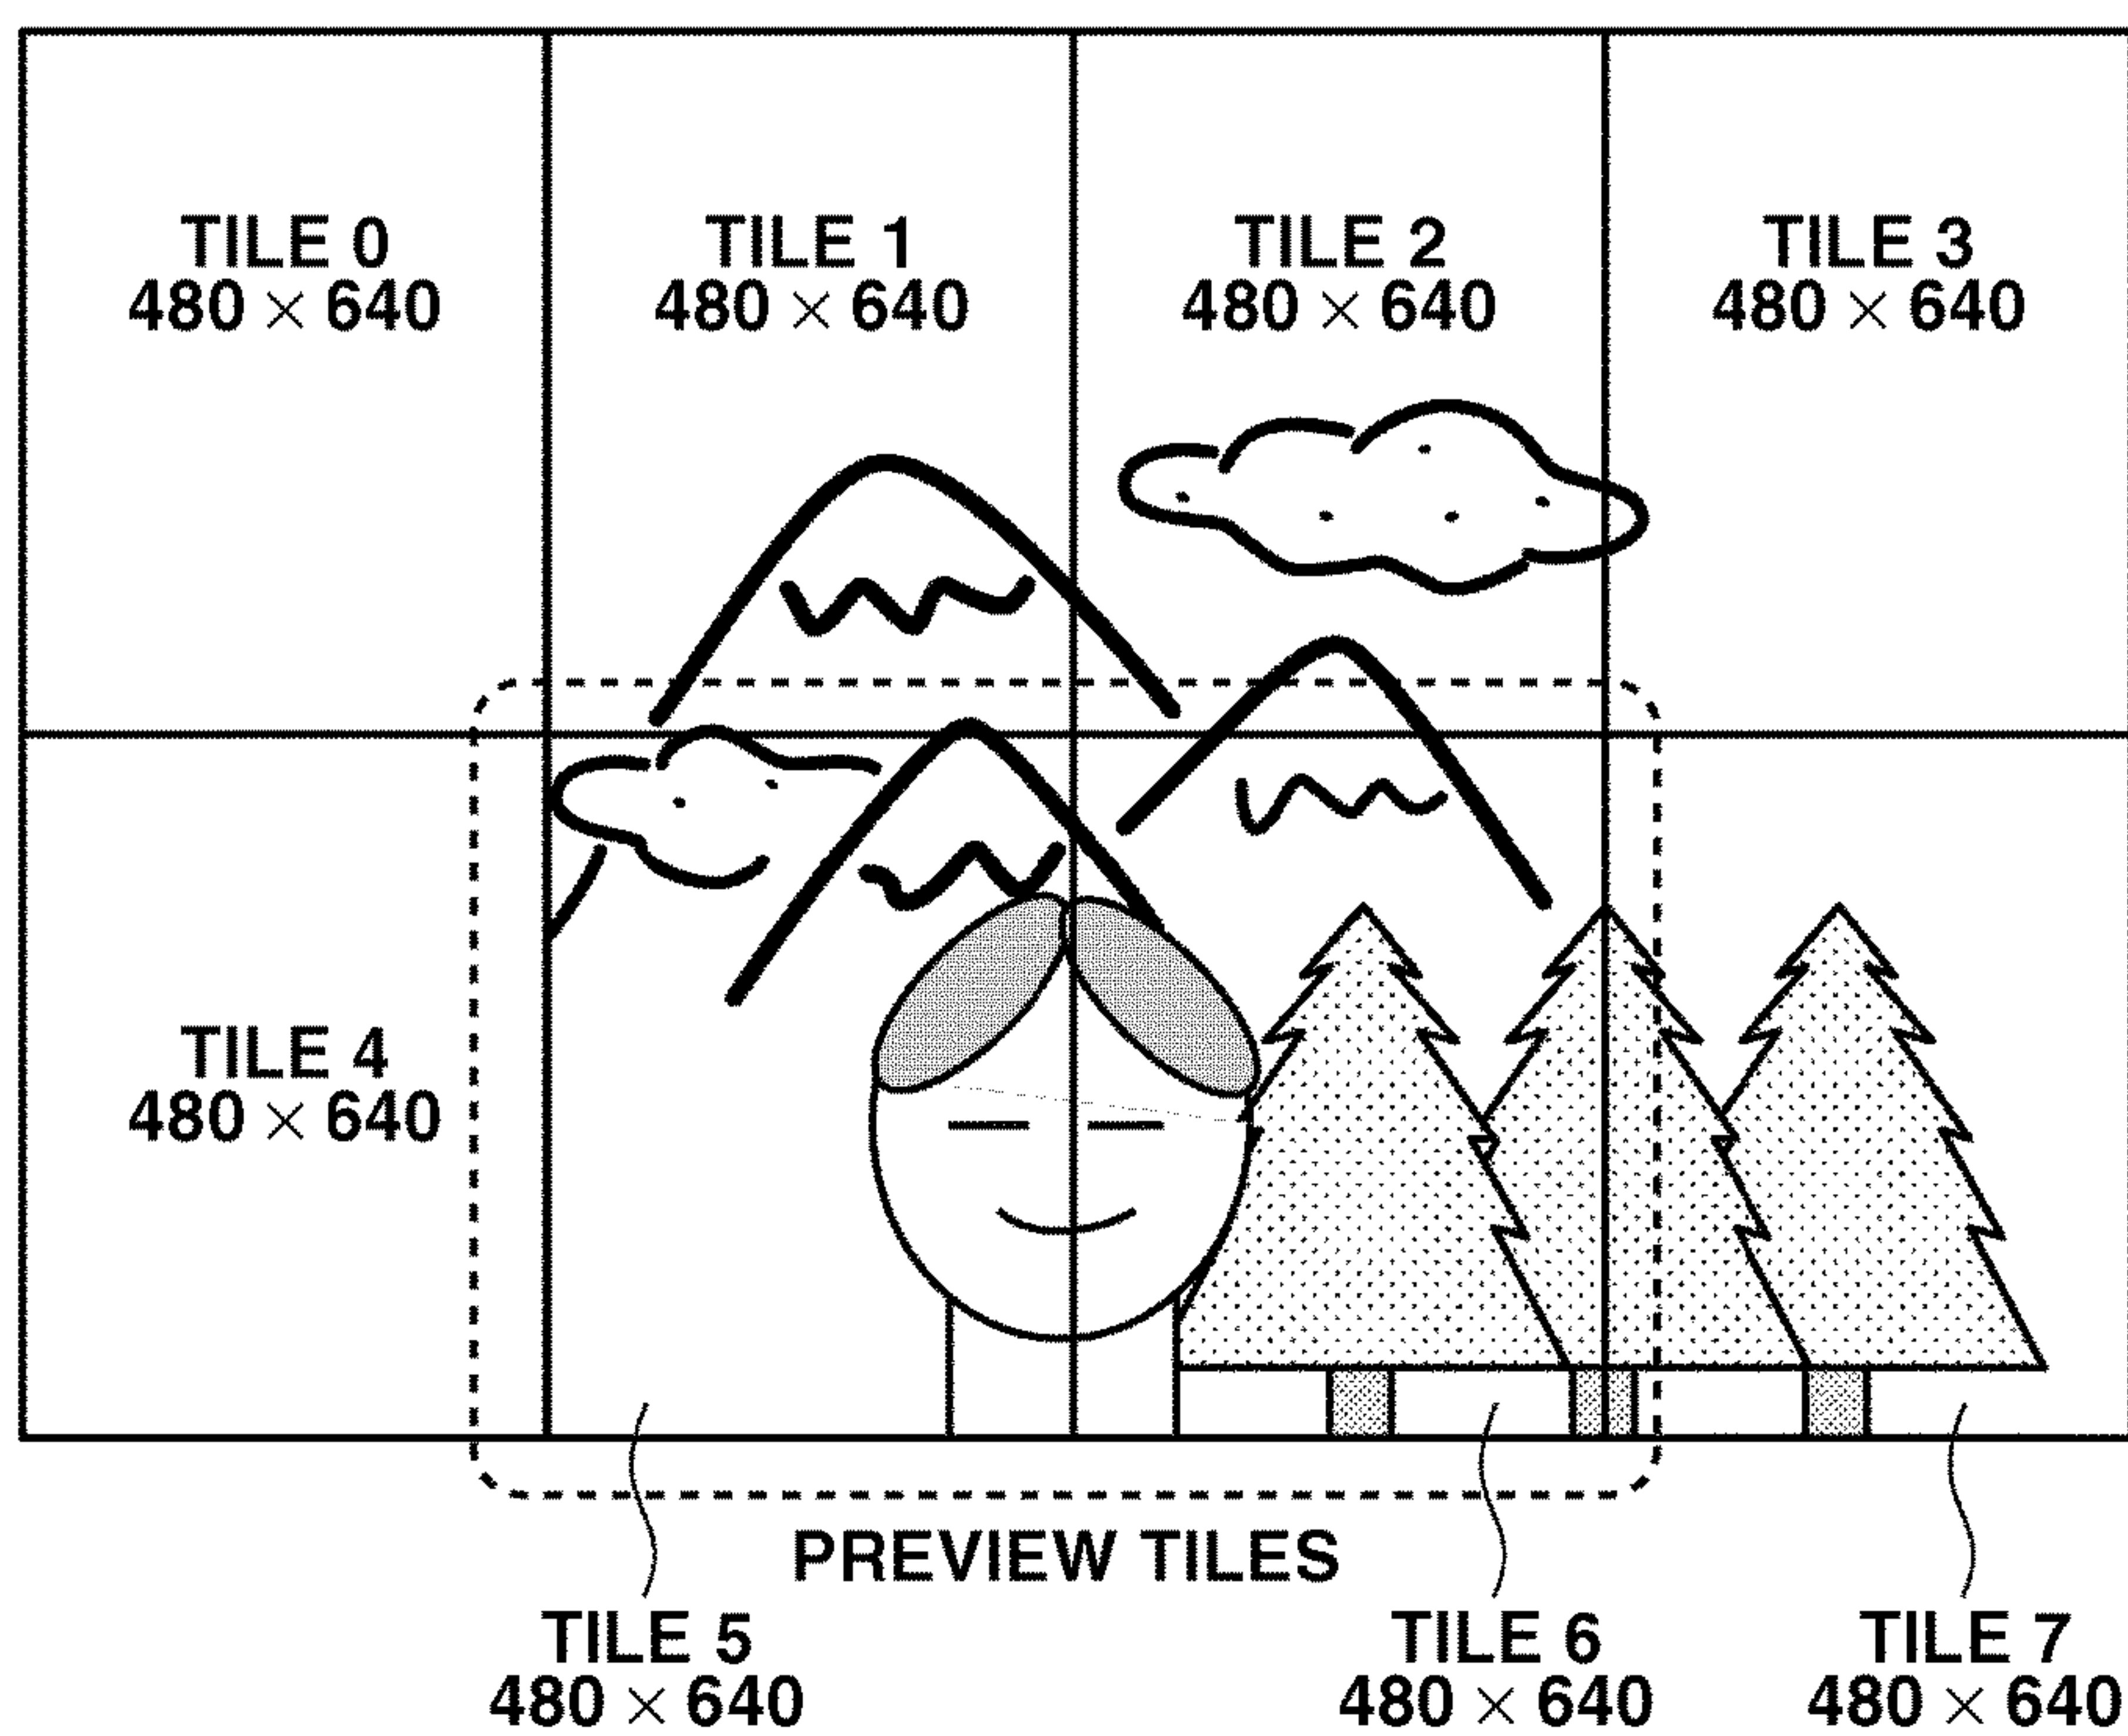 TILE 0
480 × 640
TILE 1
480 × 640
TILE 2
480 × 640
TILE 3
480 × 640
TILE 4
480 × 640
PREVIEW TILES
TILE 5
480 × 640
TILE 6
480 × 640
TILE 7
480 × 640